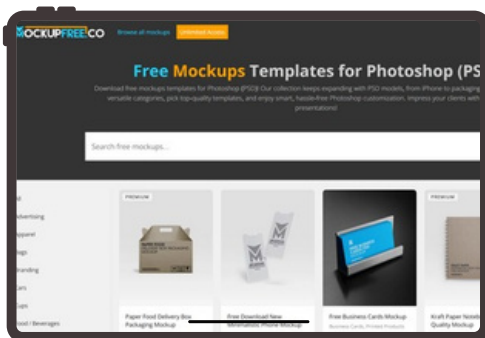 MOCKUPFREE.CO
Browse all mockups
Unlimited Access
Free Mockups Templates for Photoshop (PS
Download free mockups templates for Photoshop (PSD)! Our collection keeps expanding with PSD models, from iPhone to packaging
versatile categories, pick top-quality templates, and enjoy smart, hassle-free Photoshop customization. Impress your clients with
presentations!
Search free mockups...
Advertising
Apparel
Bags
Branding
Cars
Cups
Food / Beverages
PREMIUM
Paper Food Delivery Box
Packaging Mockup
Free Download New
Minimalistic Phone Mockup
Free Business Cards Mockup
Business Cards, Printed Products
PREMIUM
Kraft Paper Noteb
Quality Mockup